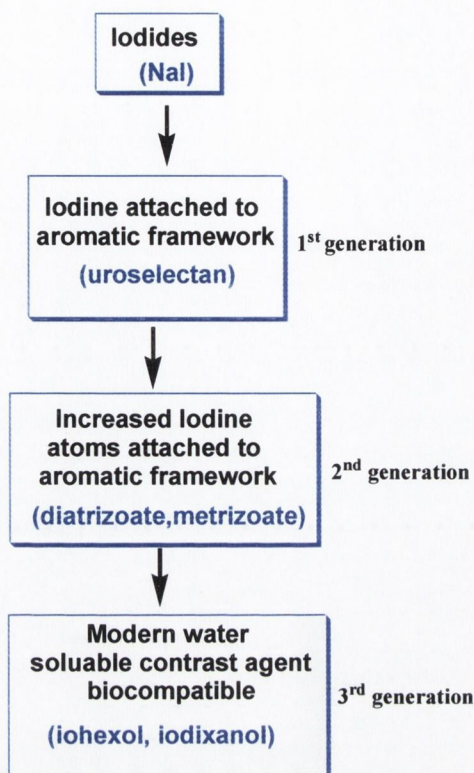 Iodides
(NaI)
Iodine attached to
aromatic framework
(uroselectan)
1st generation
Increased Iodine
atoms attached to
aromatic framework
(diatrizoate,metrizoate)
2nd generation
Modern water
soluable contrast agent
biocompatible
(iohexol, iodixanol)
3rd generation